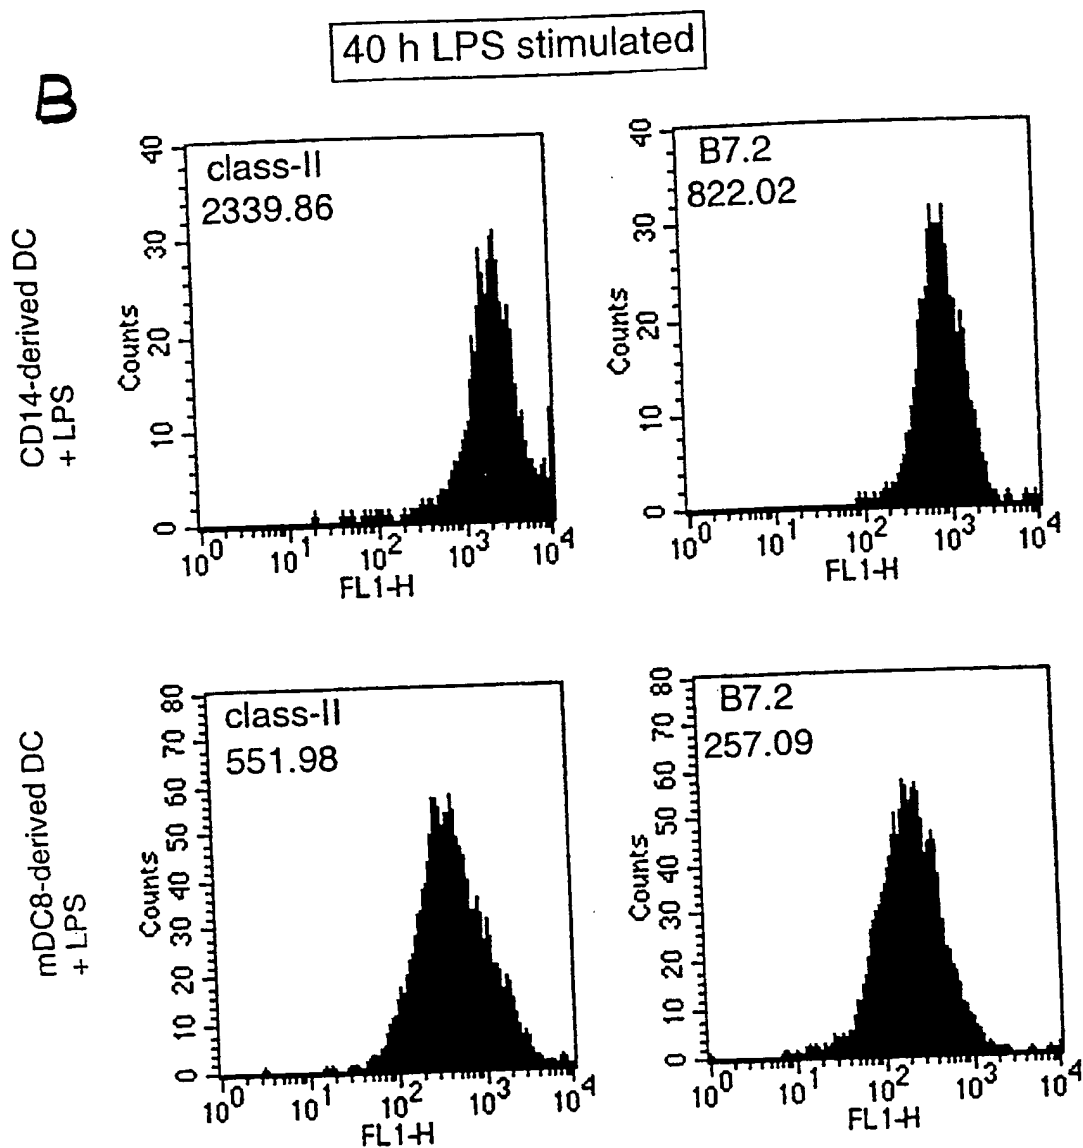 40 h LPS stimulated
B
CD14-derived DC
+ LPS
class-II
2339.86
40
30
20
10
0
Counts
10^0 10^1 10^2 10^3 10^4
FL1-H
B7.2
822.02
40
30
20
10
0
Counts
10^0 10^1 10^2 10^3 10^4
FL1-H
mDC8-derived DC
+ LPS
class-II
551.98
80
70
60
50
40
30
20
10
0
Counts
10^0 10^1 10^2 10^3 10^4
FL1-H
B7.2
257.09
80
70
60
50
40
30
20
10
0
Counts
10^0 10^1 10^2 10^3 10^4
FL1-H